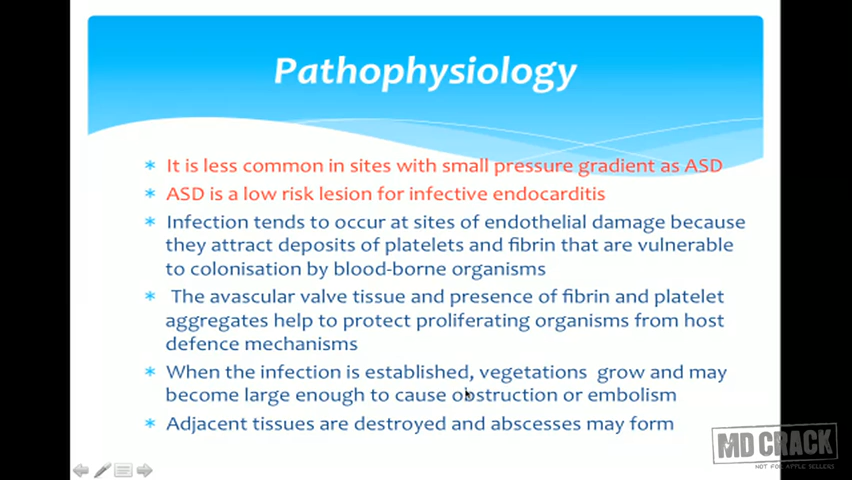 Pathophysiology
* It is less common in sites with small pressure gradient as ASD
* ASD is a low risk lesion for infective endocarditis
* Infection tends to occur at sites of endothelial damage because
they attract deposits of platelets and fibrin that are vulnerable
to colonisation by blood-borne organisms
* The avascular valve tissue and presence of fibrin and platelet
aggregates help to protect proliferating organisms from host
defence mechanisms
* When the infection is established, vegetations grow and may
become large enough to cause obstruction or embolism
* Adjacent tissues are destroyed and abscesses may form
MD CRACK
NOT FOR APPLE SELLERS